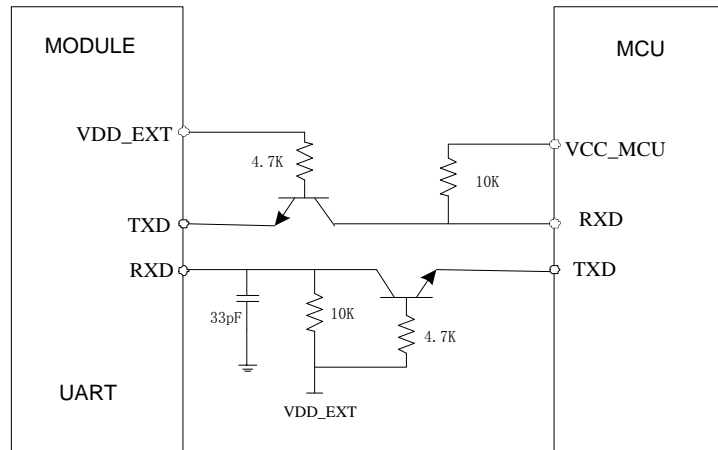 MODULE
MCU
VDD_EXT
4.7K
VCC_MCU
10K
TXD
RXD
RXD
TXD
33pF
10K
4.7K
UART
VDD_EXT